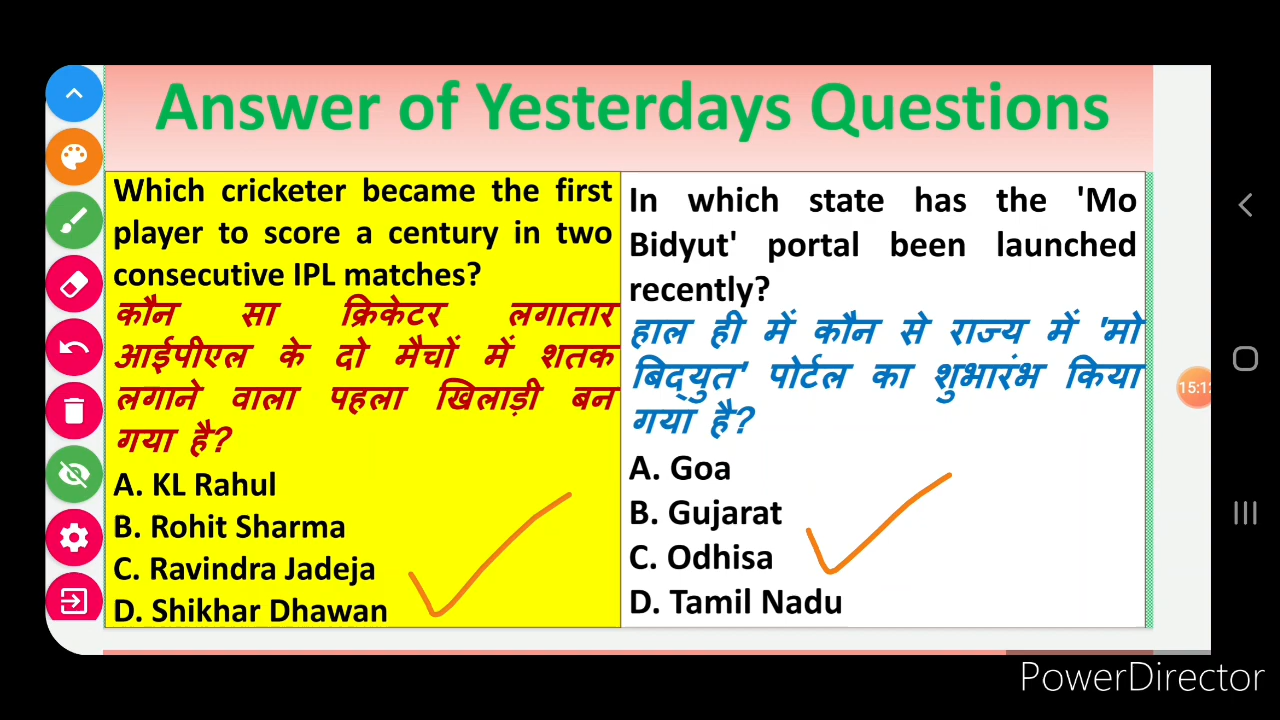 Answer of Yesterdays Questions
Which cricketer became the first
player to score a century in two
consecutive IPL matches?
कौन सा क्रिकेटर लगातार
आईपीएल के दो मैचों में शतक
लगाने वाला पहला खिलाड़ी बन
गया है?
A. KL Rahul
B. Rohit Sharma
C. Ravindra Jadeja
D. Shikhar Dhawan
In which state has the 'Mo
Bidyut' portal been launched
recently?
हाल ही में कौन से राज्य में 'मो
बिद्युत' पोर्टल का शुभारंभ किया
गया है?
A. Goa
B. Gujarat
C. Odhisa
D. Tamil Nadu
PowerDirector